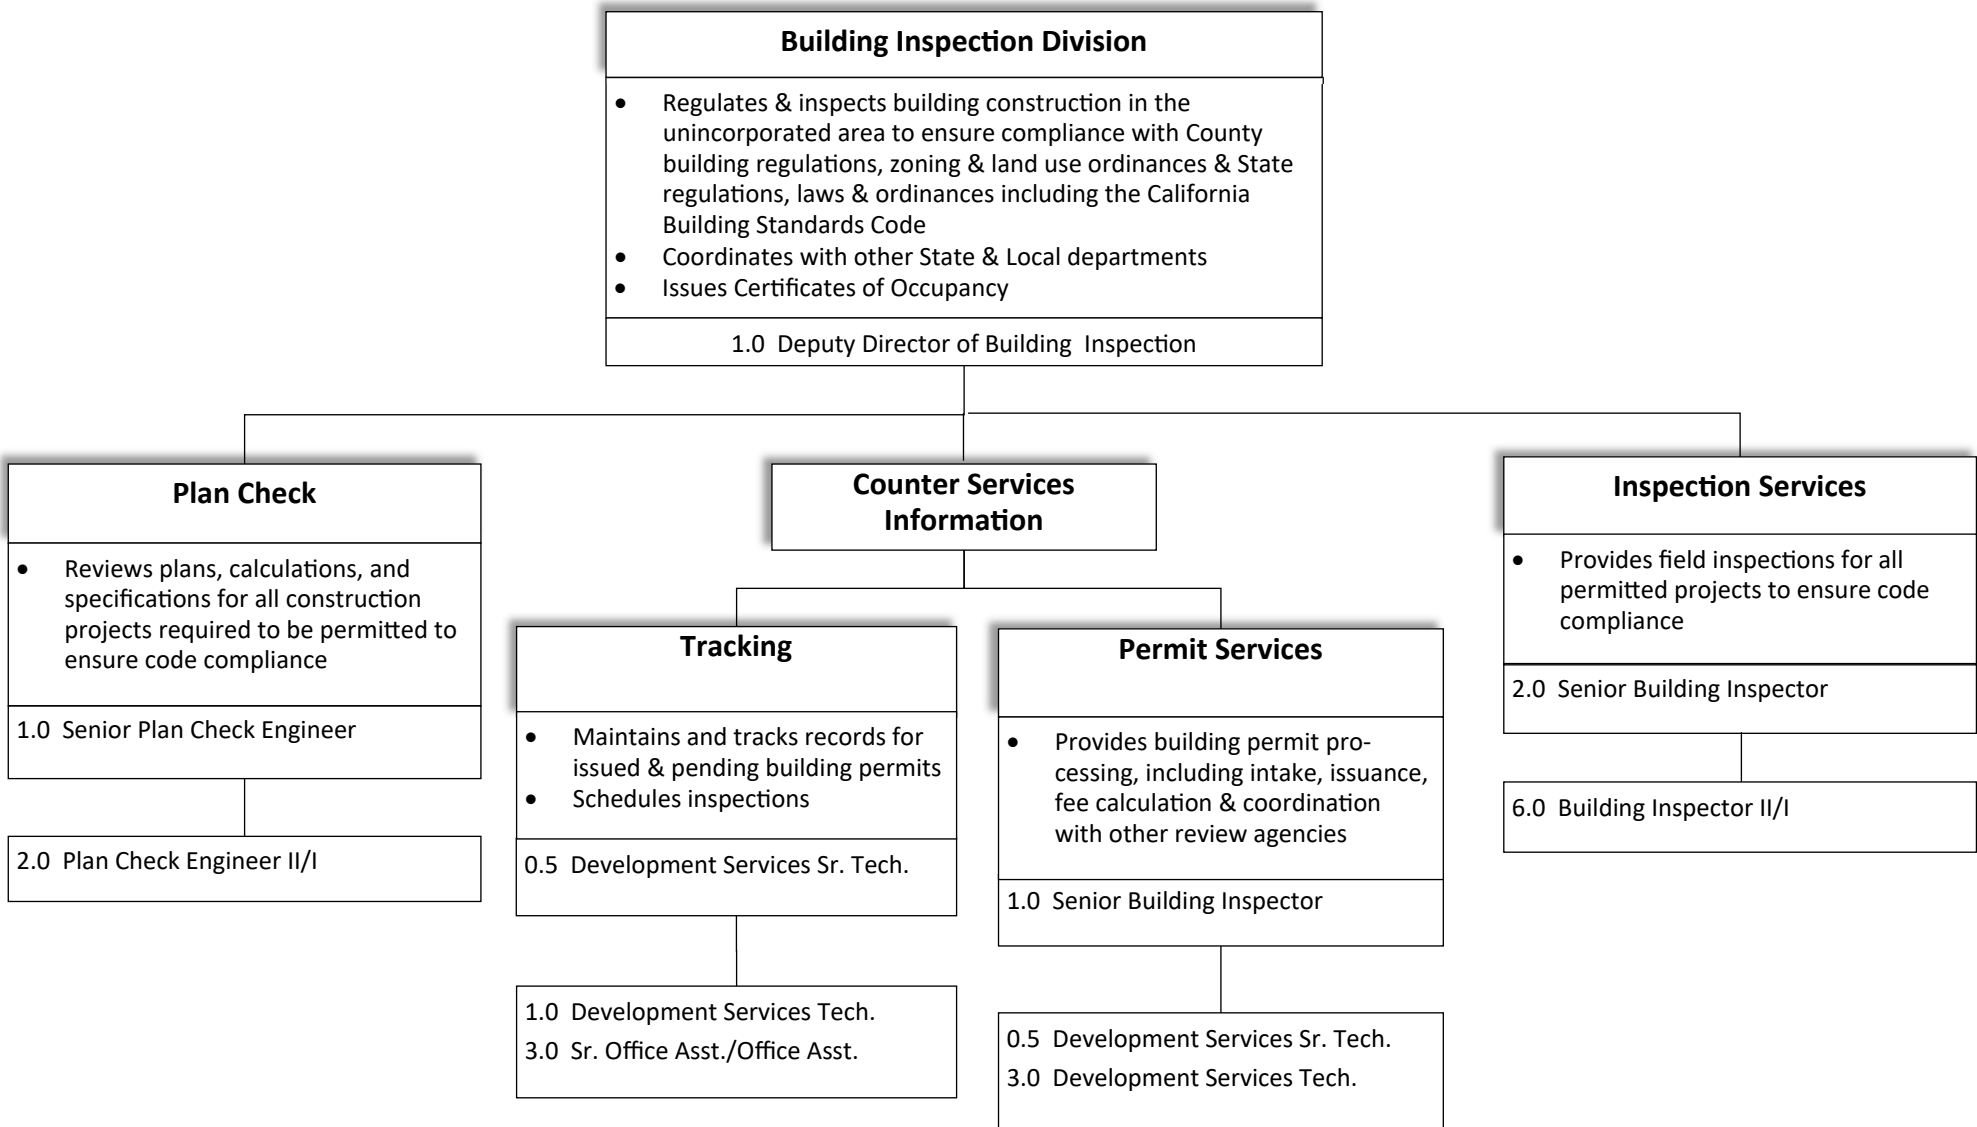 Building Inspection Division
• Regulates & inspects building construction in the
unincorporated area to ensure compliance with County
building regulations, zoning & land use ordinances & State
regulations, laws & ordinances including the California
Building Standards Code
• Coordinates with other State & Local departments
• Issues Certificates of Occupancy
1.0 Deputy Director of Building Inspection
Plan Check
• Reviews plans, calculations, and
specifications for all construction
projects required to be permitted to
ensure code compliance
1.0 Senior Plan Check Engineer
2.0 Plan Check Engineer II/I
Counter Services
Information
Tracking
• Maintains and tracks records for
issued & pending building permits
• Schedules inspections
0.5 Development Services Sr. Tech.
1.0 Development Services Tech.
3.0 Sr. Office Asst./Office Asst.
Permit Services
• Provides building permit pro-
cessing, including intake, issuance,
fee calculation & coordination
with other review agencies
1.0 Senior Building Inspector
0.5 Development Services Sr. Tech.
3.0 Development Services Tech.
Inspection Services
• Provides field inspections for all
permitted projects to ensure code
compliance
2.0 Senior Building Inspector
6.0 Building Inspector II/I